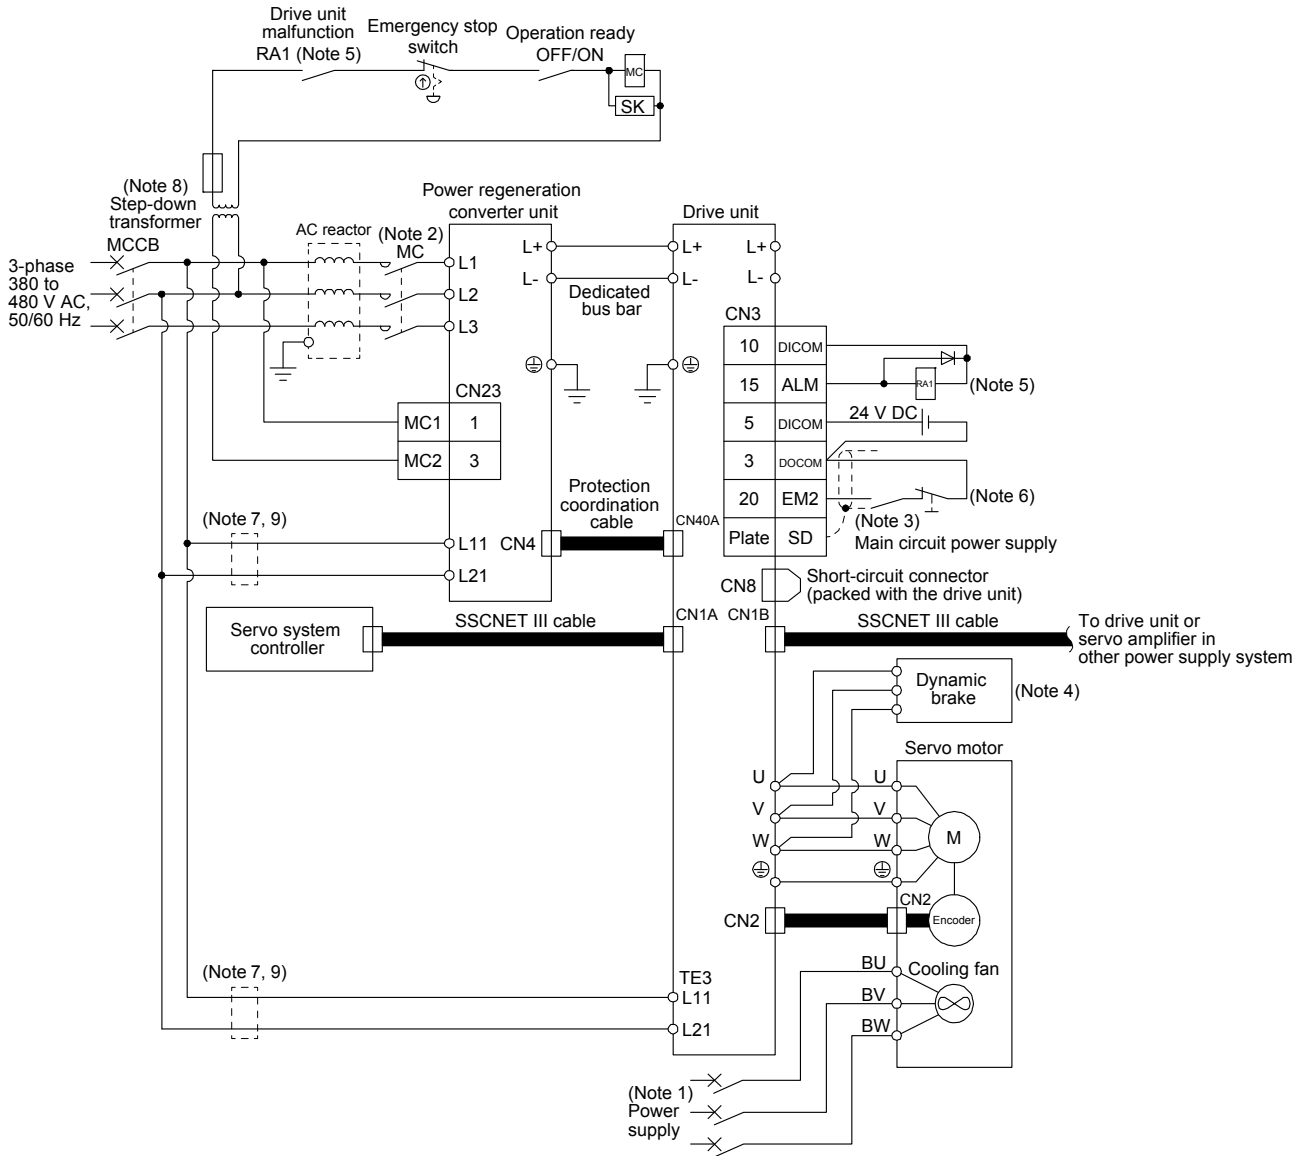 Drive unit
malfunction
RA1 (Note 5)
Emergency stop
switch
Operation ready
OFF/ON
MC
SK
(Note 8)
Step-down
transformer
MCCB
3-phase
380 to
480 V AC,
50/60 Hz
AC reactor
(Note 2)
MC
Power regeneration
converter unit
L+
L1
L-
L2
L3
Dedicated
bus bar
Drive unit
L+
L+
L-
L-
CN3
10 DICOM
15 ALM
RA1
(Note 5)
5 DICOM
24 V DC
3 DOCOM
20 EM2
(Note 6)
Plate SD
(Note 3)
Main circuit power supply
CN23
MC1 1
MC2 3
Protection
coordination
cable
CN40A
(Note 7, 9)
L11
CN4
L21
CN8
Short-circuit connector
(packed with the drive unit)
Servo system
controller
SSCNET III cable
CN1A
CN1B
SSCNET III cable
To drive unit or
servo amplifier in
other power supply system
Dynamic
brake
(Note 4)
Servo motor
U
U
V
V
W
W
M
CN2
CN2
Encoder
(Note 7, 9)
TE3
L11
L21
BU
Cooling fan
BV
BW
(Note 1)
Power
supply